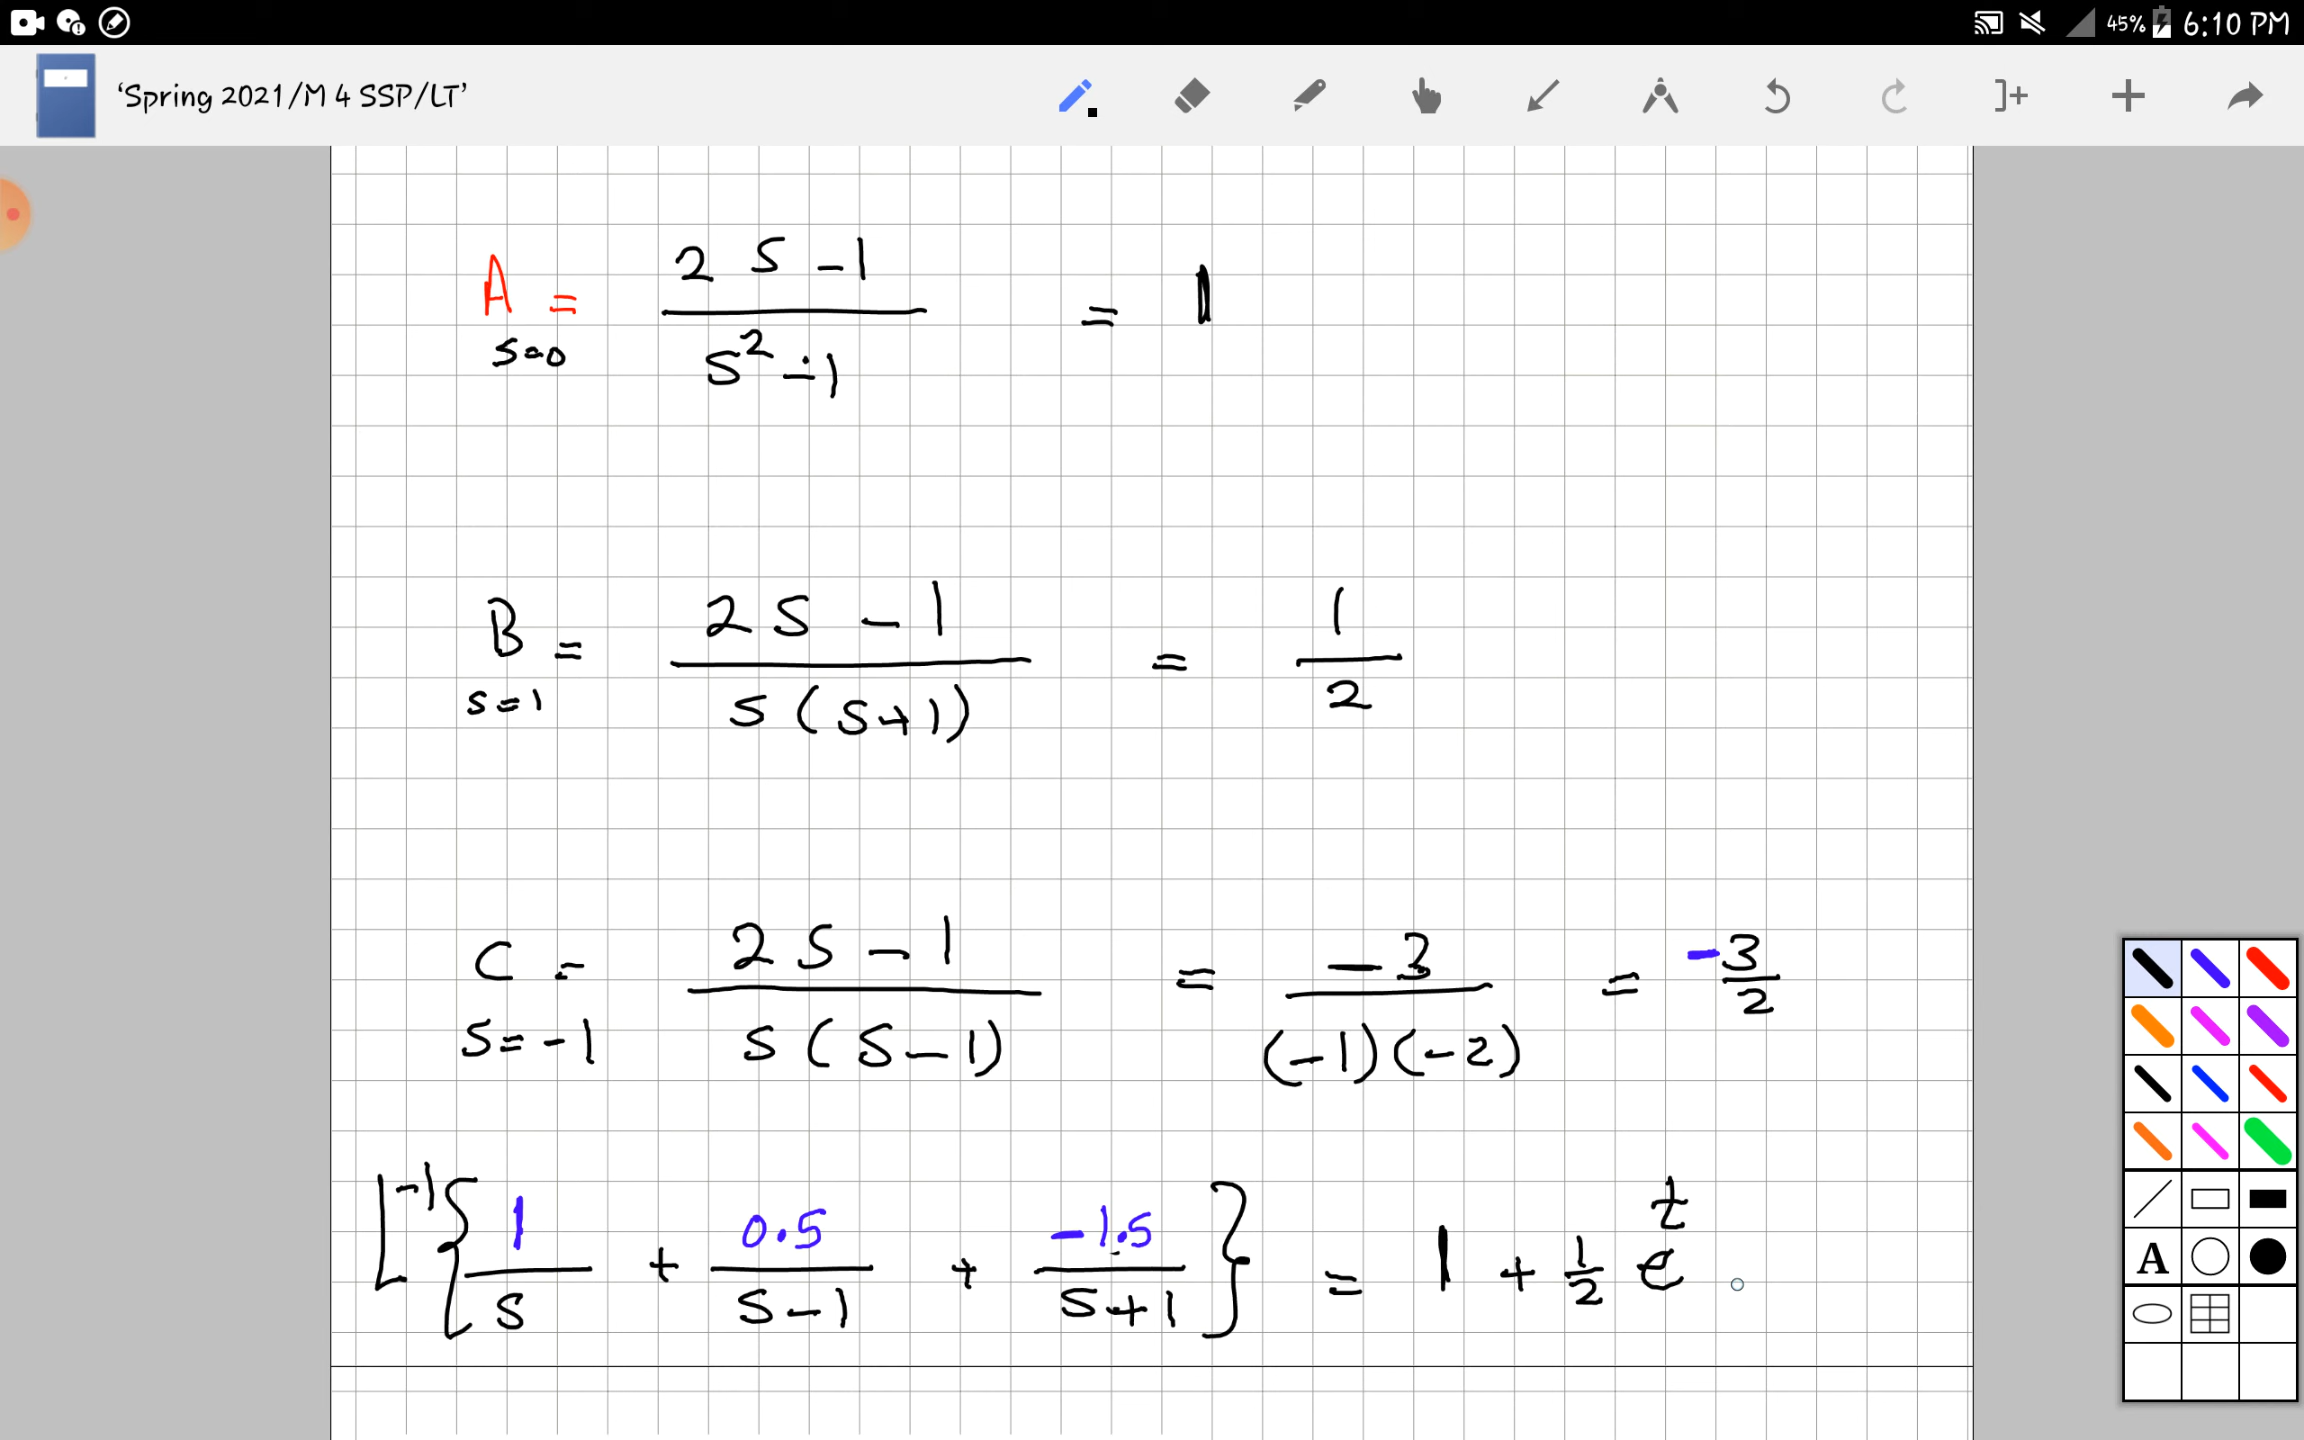 45% 6:10 PM
'Spring 2021/M 4 SSP/LT'
A = (2s - 1)/(s² - 1) = 1
s=0
B = (2s - 1)/(s(s+1)) = 1/2
s=1
C = (2s - 1)/(s(s-1)) = -3/((-1)(-2)) = -3/2
s=-1
L⁻¹{1/s + 0.5/(s-1) + -1.5/(s+1)} = 1 + 1/2 e^t
A